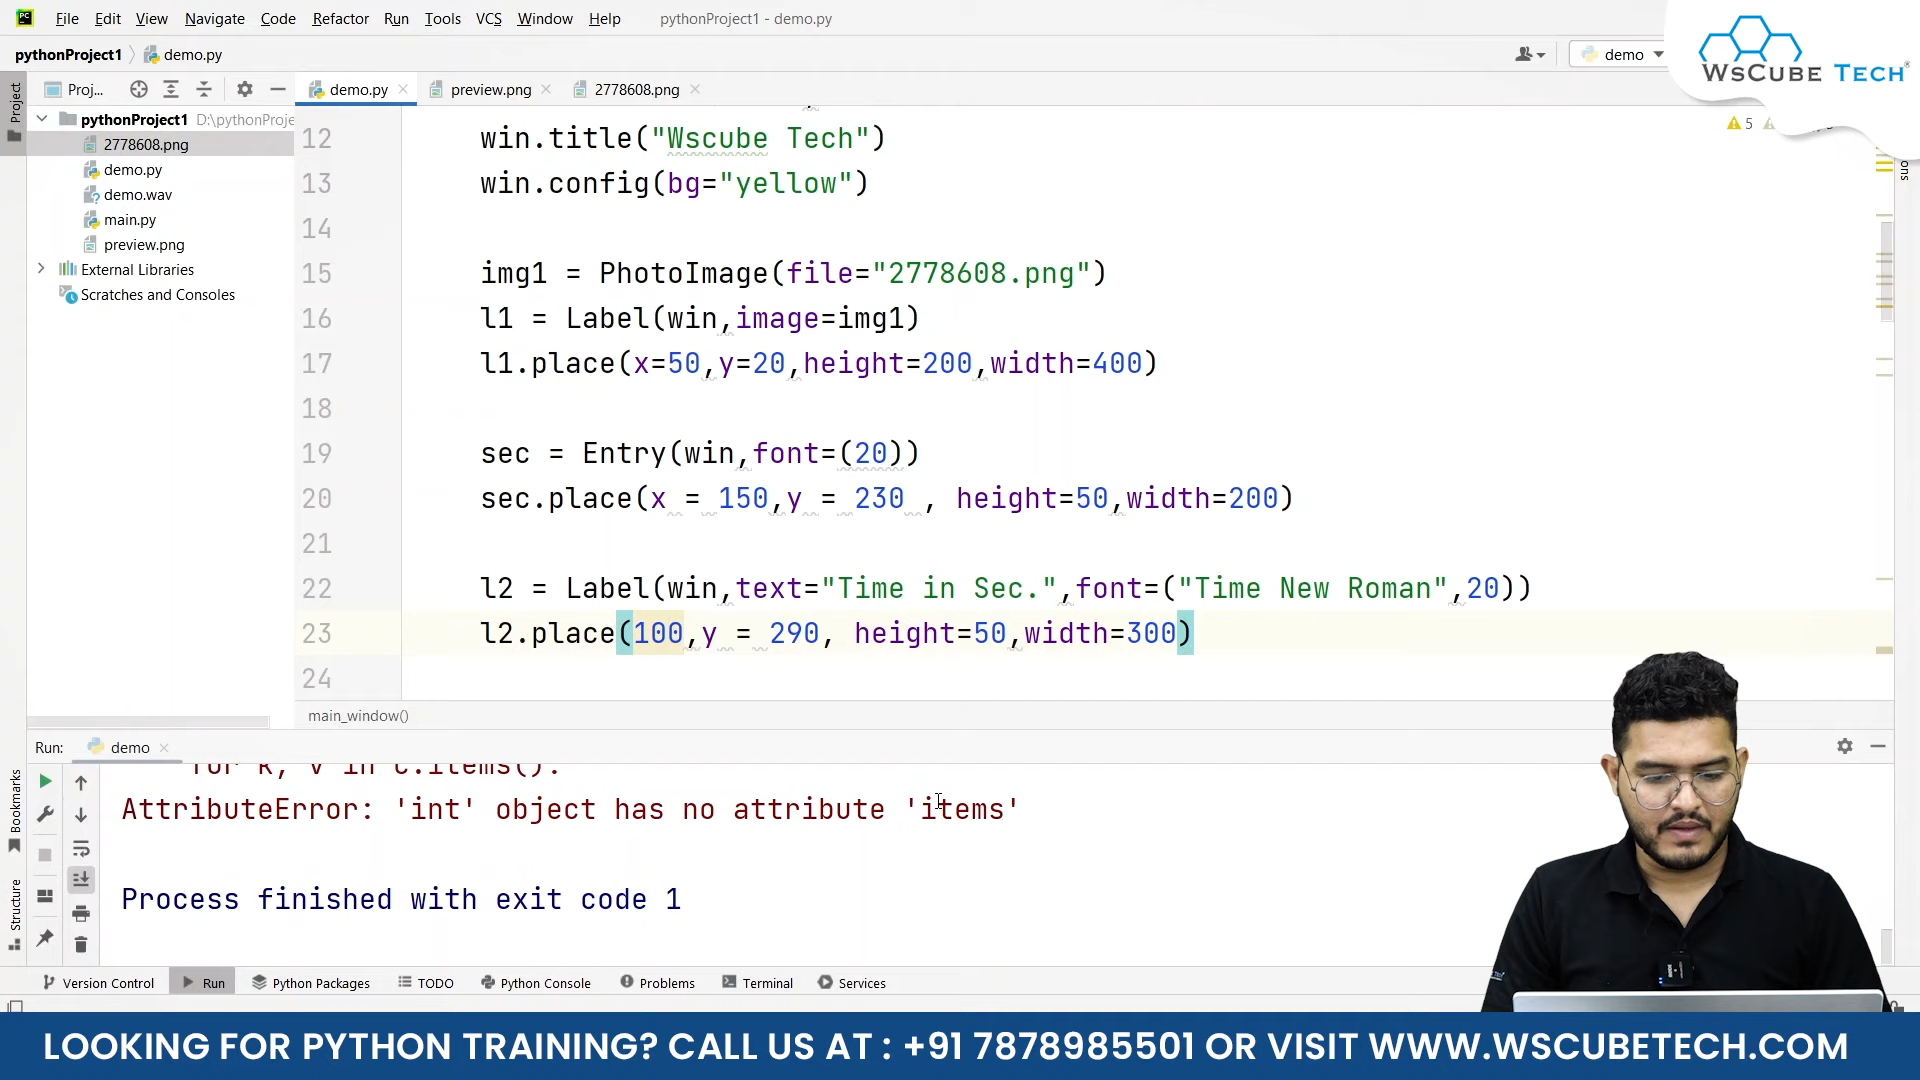 File Edit View Navigate Code Refactor Run Tools VCS Window Help pythonProject1 - demo.py
pythonProject1 demo.py demo
WsCube Tech
Proj... demo.py preview.png 2778608.png
Project
pythonProject1 D:\pythonProje
2778608.png
demo.py
demo.wav
main.py
preview.png
External Libraries
Scratches and Consoles
5
12 win.title("Wscube Tech")
13 win.config(bg="yellow")
14
15 img1 = PhotoImage(file="2778608.png")
16 l1 = Label(win,image=img1)
17 l1.place(x=50,y=20,height=200,width=400)
18
19 sec = Entry(win,font=(20))
20 sec.place(x = 150,y = 230 , height=50,width=200)
21
22 l2 = Label(win,text="Time in Sec.",font=("Time New Roman",20))
23 l2.place(100,y = 290, height=50,width=300)
24
main_window()
Run: demo
for k, v in c.items():
AttributeError: 'int' object has no attribute 'items'
Process finished with exit code 1
Bookmarks
Structure
Version Control Run Python Packages TODO Python Console Problems Terminal Services
LOOKING FOR PYTHON TRAINING? CALL US AT : +91 7878985501 OR VISIT WWW.WSCUBETECH.COM